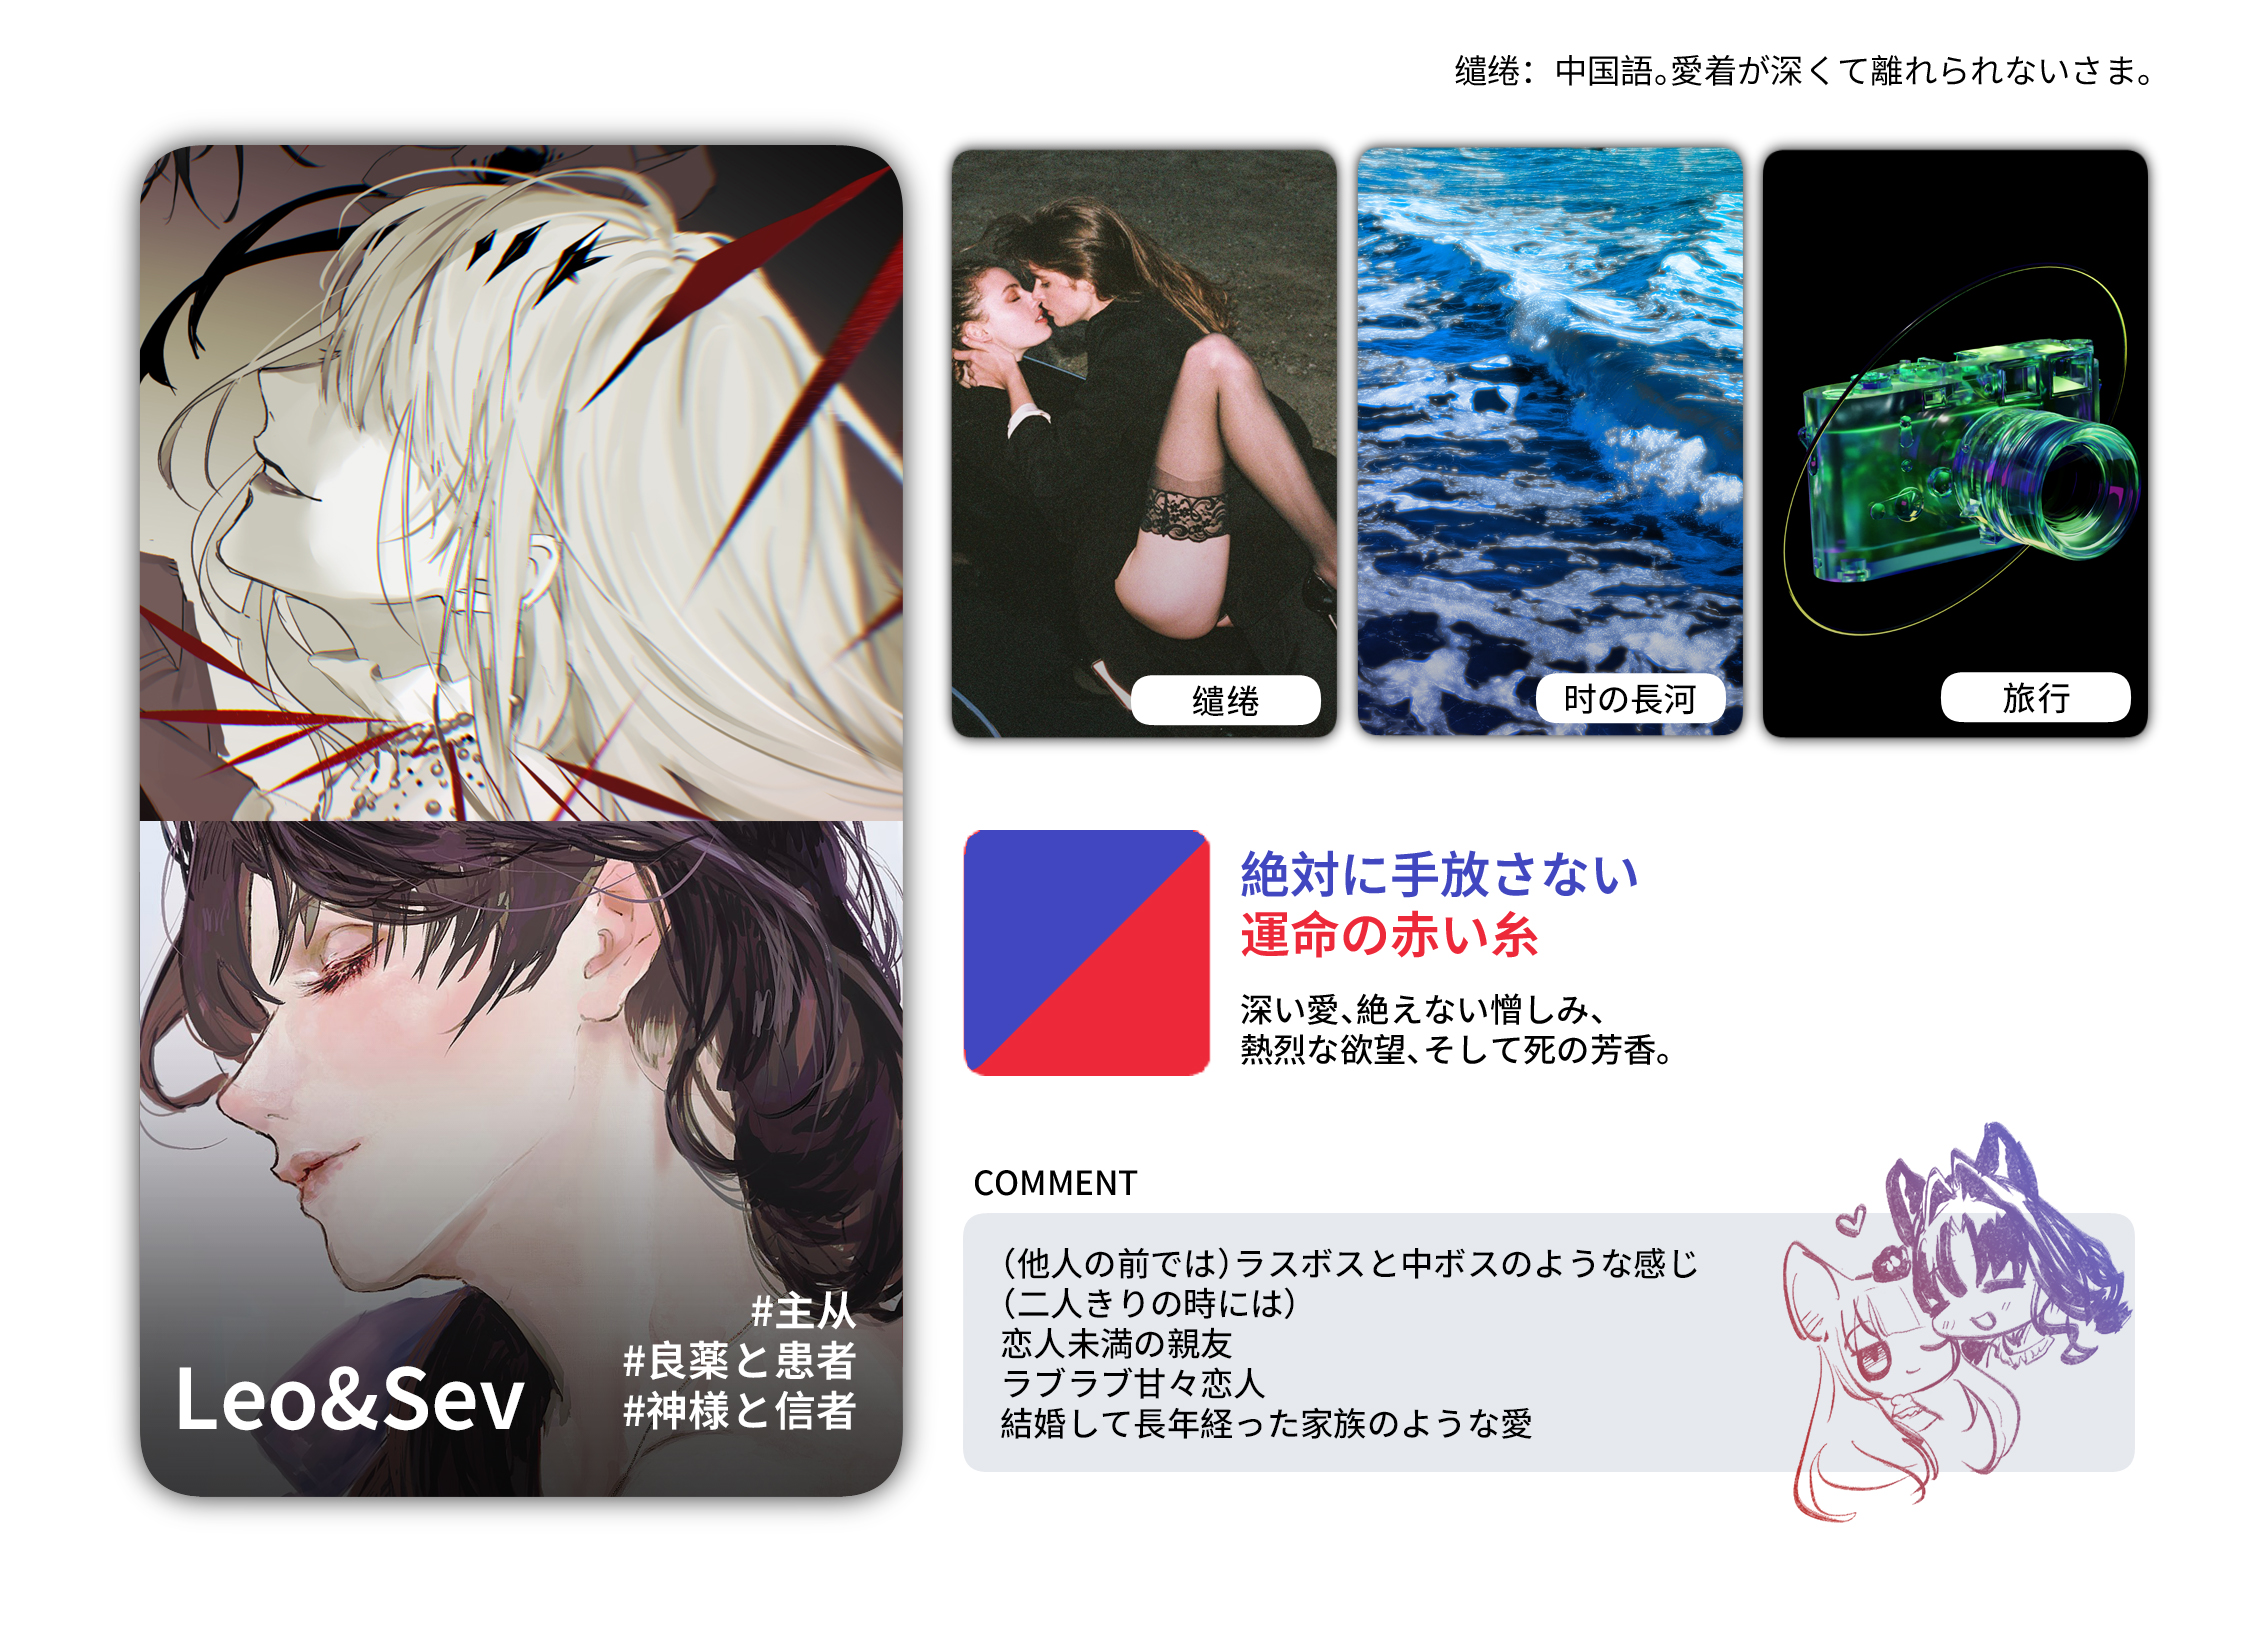 缱绻：中国語。愛着が深くて離れられないさま。
缱绻
时の長河
旅行
絶対に手放さない
運命の赤い糸
深い愛、絶えない憎しみ、
熱烈な欲望、そして死の芳香。
#主从
#良薬と患者
#神様と信者
Leo&Sev
COMMENT
（他人の前では）ラスボスと中ボスのような感じ
（二人きりの時には）
恋人未満の親友
ラブラブ甘々恋人
結婚して長年経った家族のような愛